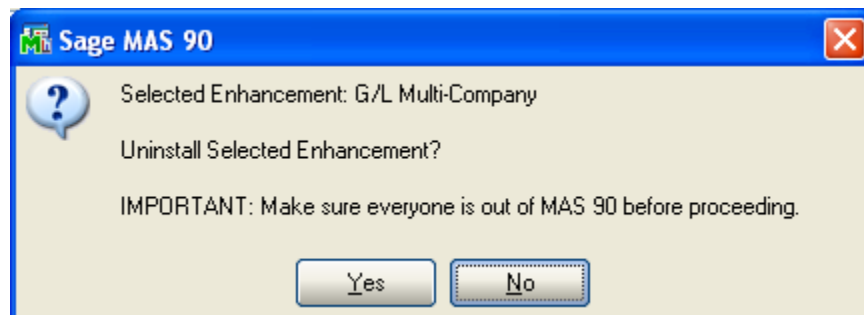 Sage MAS 90
Selected Enhancement: G/L Multi-Company
Uninstall Selected Enhancement?
IMPORTANT: Make sure everyone is out of MAS 90 before proceeding.
Yes No